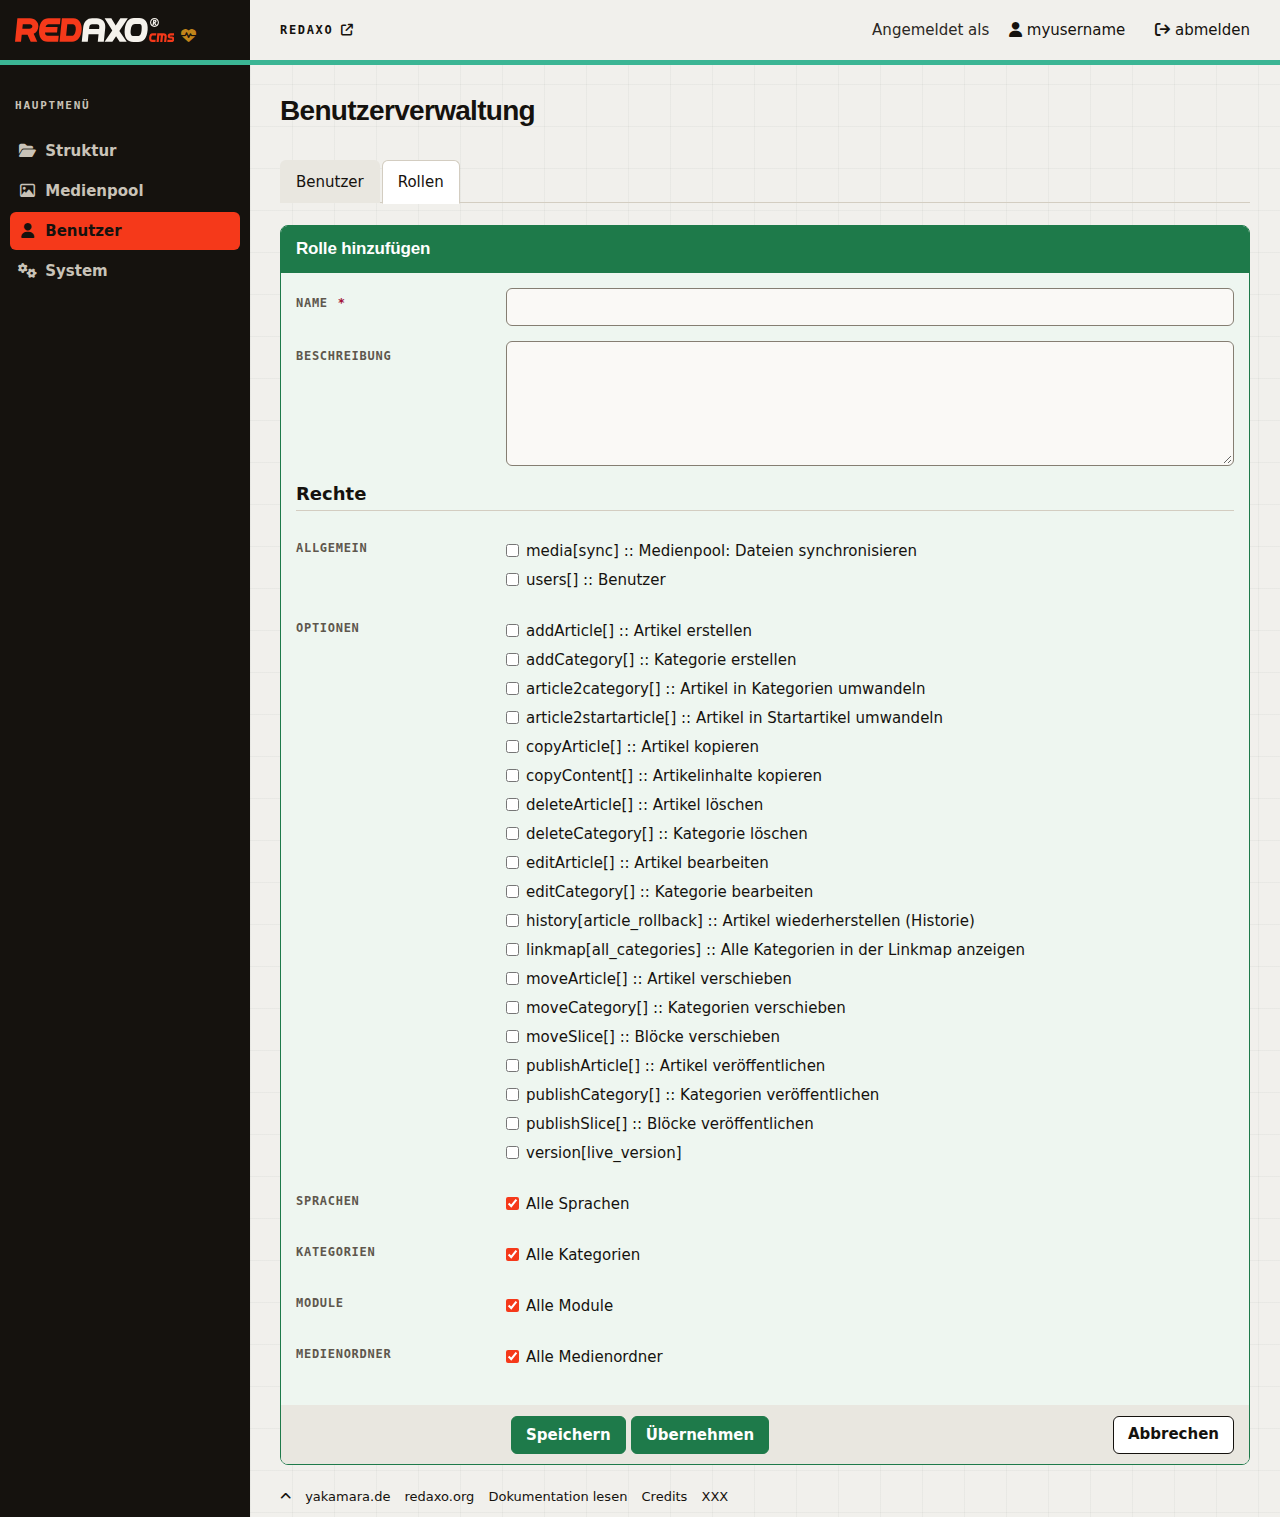 REDAXO® cms
REDAXO
Angemeldet als myusername abmelden
HAUPTMENÜ
Struktur
Medienpool
Benutzer
System
Benutzerverwaltung
Benutzer Rollen
Rolle hinzufügen
NAME *
BESCHREIBUNG
Rechte
ALLGEMEIN
media[sync] :: Medienpool: Dateien synchronisieren
users[] :: Benutzer
OPTIONEN
addArticle[] :: Artikel erstellen
addCategory[] :: Kategorie erstellen
article2category[] :: Artikel in Kategorien umwandeln
article2startarticle[] :: Artikel in Startartikel umwandeln
copyArticle[] :: Artikel kopieren
copyContent[] :: Artikelinhalte kopieren
deleteArticle[] :: Artikel löschen
deleteCategory[] :: Kategorie löschen
editArticle[] :: Artikel bearbeiten
editCategory[] :: Kategorie bearbeiten
history[article_rollback] :: Artikel wiederherstellen (Historie)
linkmap[all_categories] :: Alle Kategorien in der Linkmap anzeigen
moveArticle[] :: Artikel verschieben
moveCategory[] :: Kategorien verschieben
moveSlice[] :: Blöcke verschieben
publishArticle[] :: Artikel veröffentlichen
publishCategory[] :: Kategorien veröffentlichen
publishSlice[] :: Blöcke veröffentlichen
version[live_version]
SPRACHEN
Alle Sprachen
KATEGORIEN
Alle Kategorien
MODULE
Alle Module
MEDIENORDNER
Alle Medienordner
Speichern Übernehmen Abbrechen
yakamara.de redaxo.org Dokumentation lesen Credits XXX